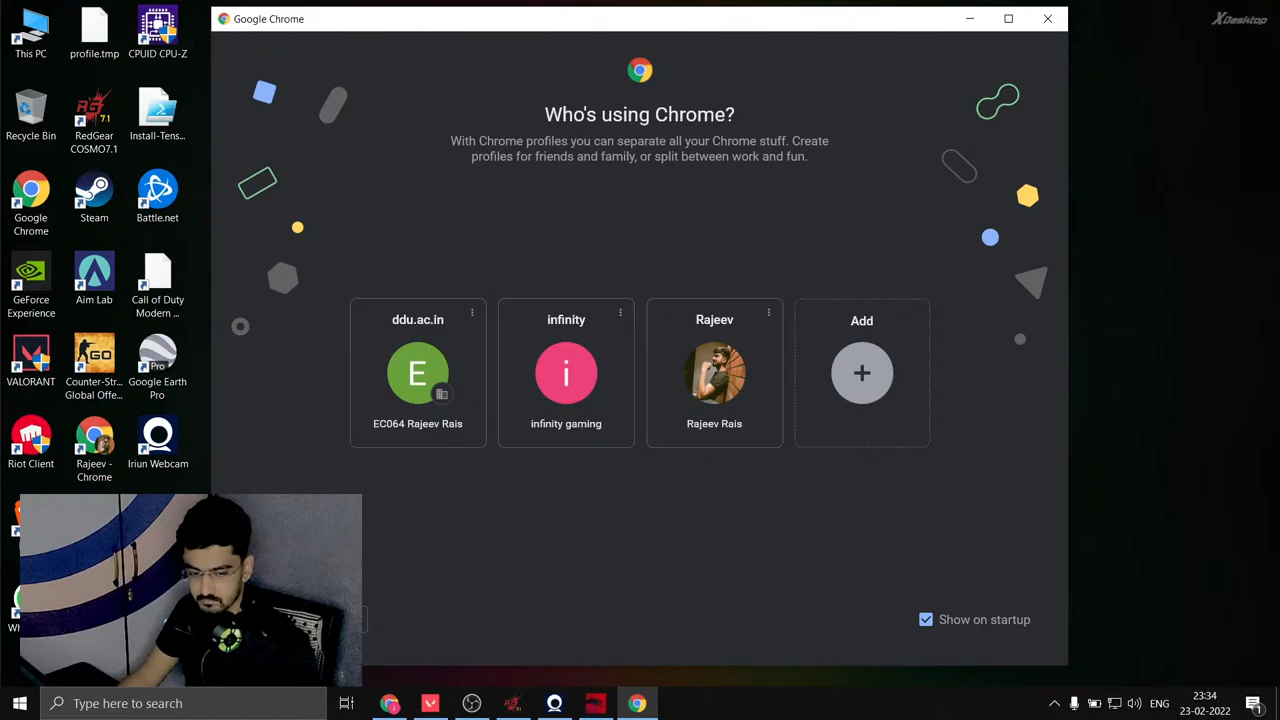 XDesktop
Google Chrome
This PC
profile.tmp
CPUID CPU-Z
Recycle Bin
RedGear
COSMO7.1
Install-Tens...
Google
Chrome
Steam
Battle.net
GeForce
Experience
Aim Lab
Call of Duty
Modern ...
VALORANT
Counter-Str...
Global Offe...
Google Earth
Pro
Riot Client
Rajeev -
Chrome
Iriun Webcam
Who's using Chrome?
With Chrome profiles you can separate all your Chrome stuff. Create
profiles for friends and family, or split between work and fun.
ddu.ac.in
E
EC064 Rajeev Rais
infinity
i
infinity gaming
Rajeev
Rajeev Rais
Add
Show on startup
Type here to search
ENG
23:34
23-02-2022
1